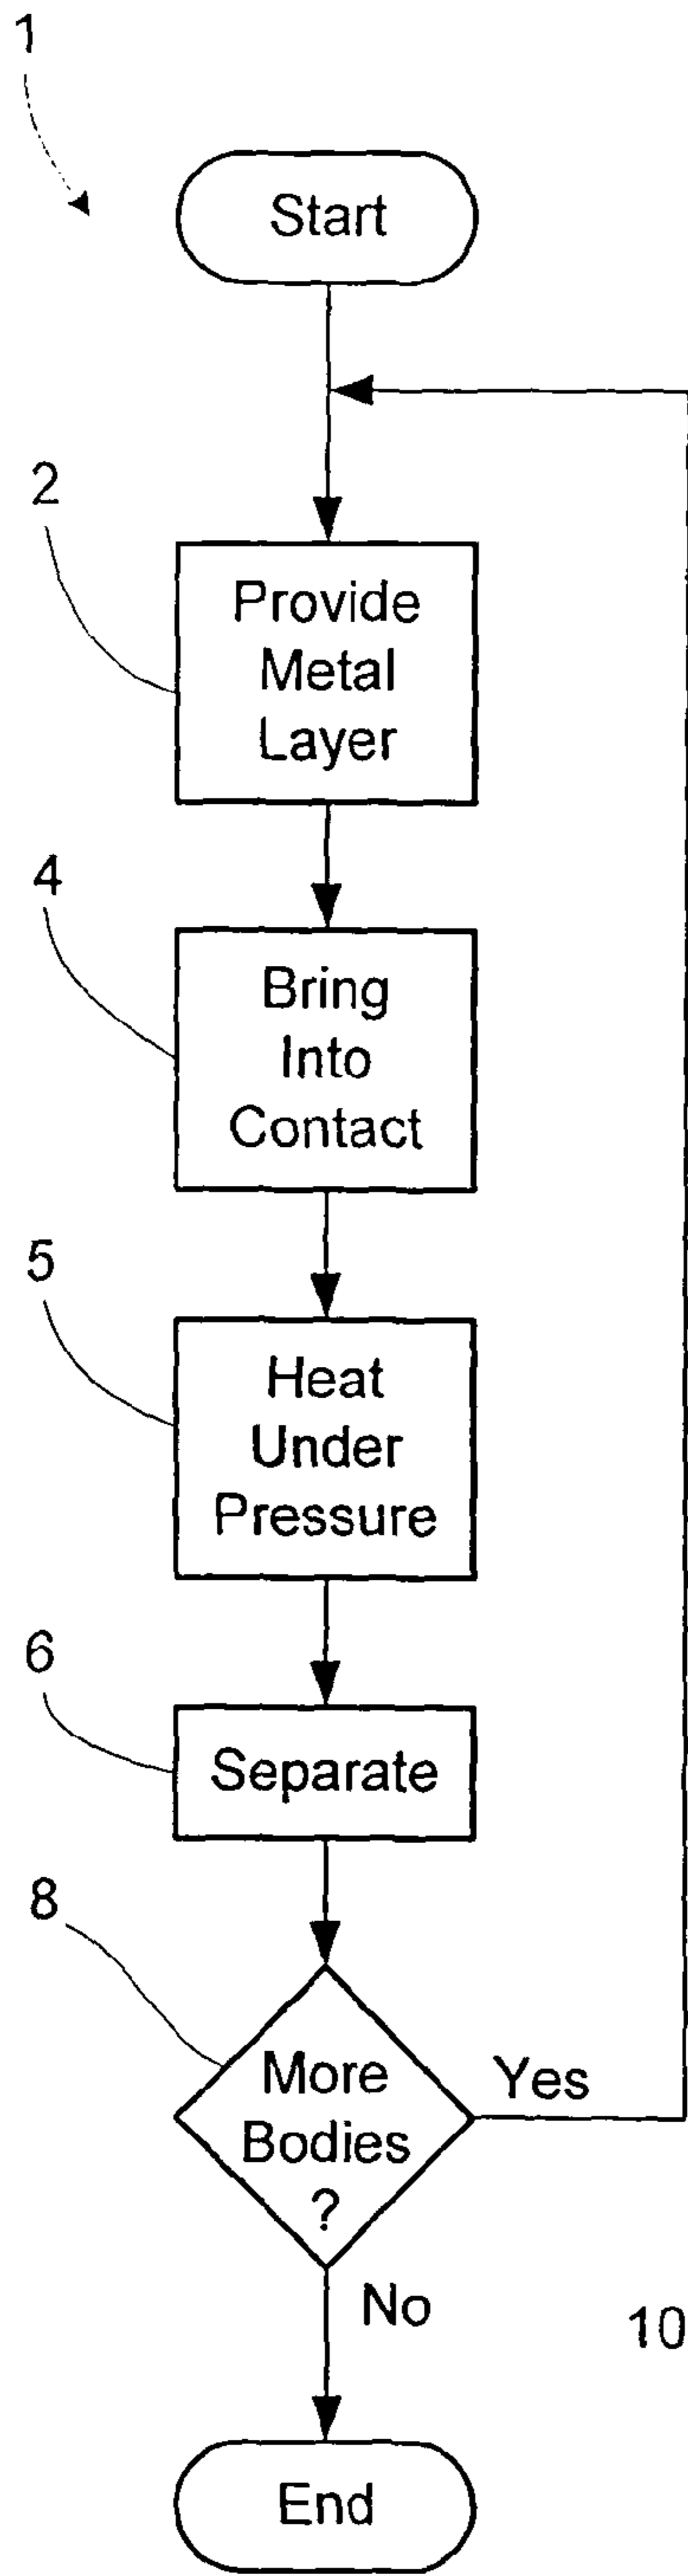 1
Start
2
Provide
Metal
Layer
4
Bring
Into
Contact
5
Heat
Under
Pressure
6
Separate
8
More
Bodies
?
Yes
No
10
End